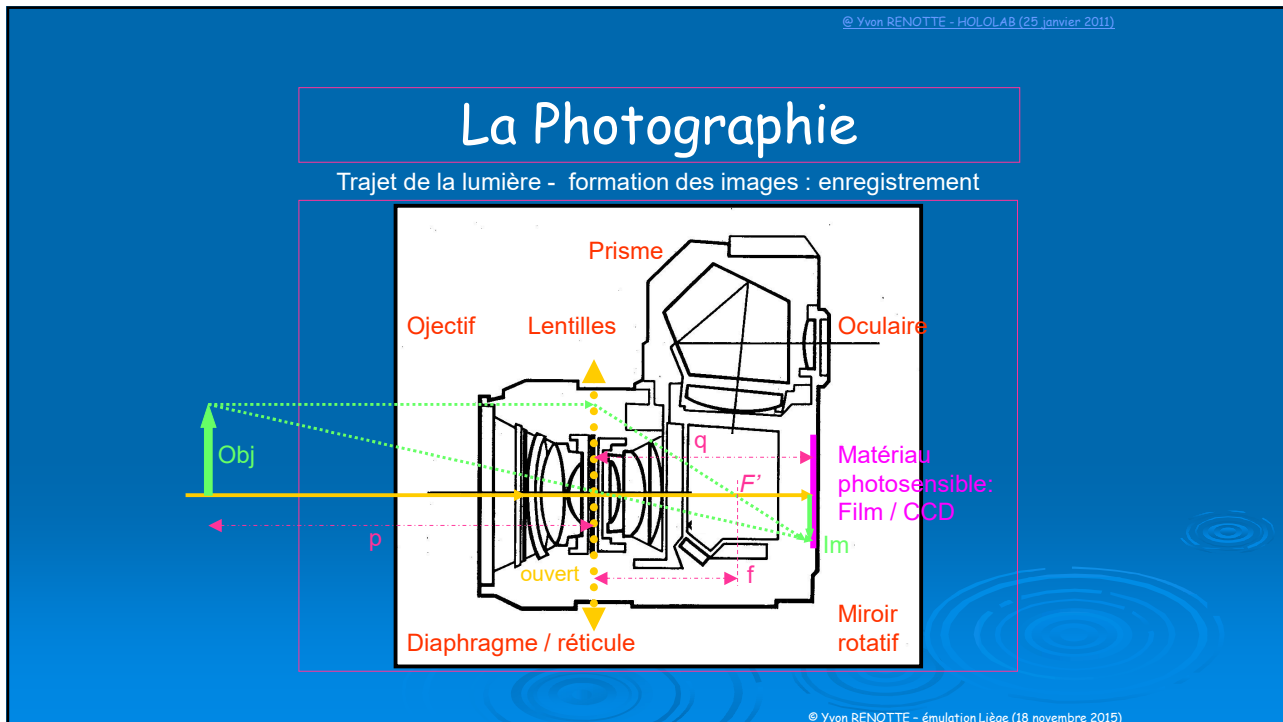 @ Yvon RENOTTE - HOLOLAB (25 janvier 2011)
La Photographie
Trajet de la lumière - formation des images : enregistrement
Prisme
Ojectif
Lentilles
Oculaire
Obj
q
F'
Matériau
photosensible:
Film / CCD
p
Im
ouvert
f
Miroir
rotatif
Diaphragme / réticule
© Yvon RENOTTE – émulation Liège (18 novembre 2015)